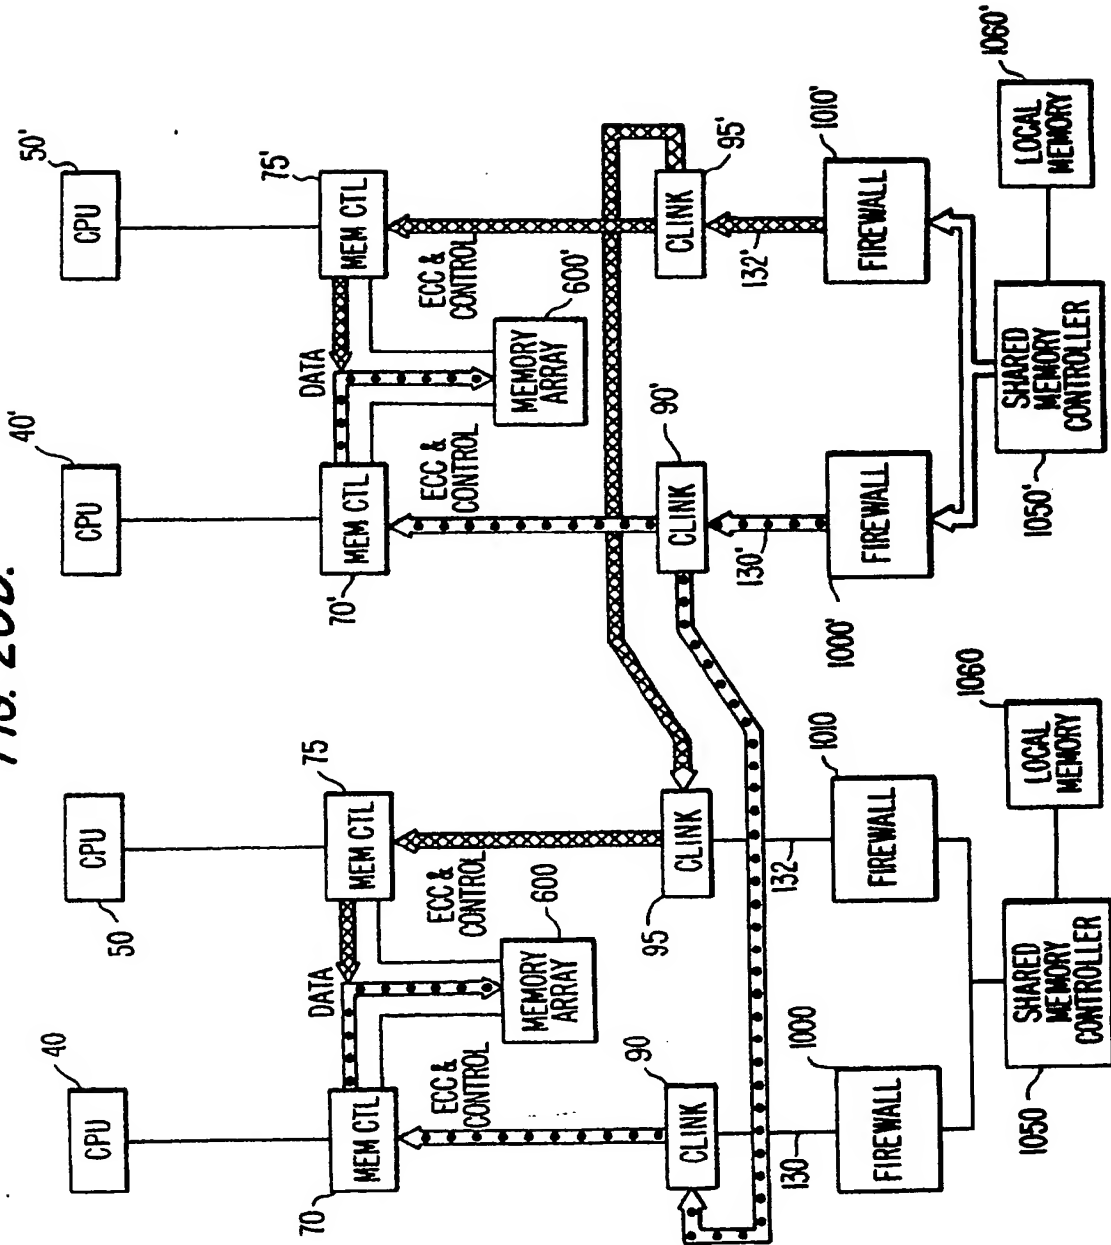 FIG. 20D.
40
CPU
50
CPU
40'
CPU
50'
CPU
70
MEM CTL
DATA
75
MEM CTL
70'
MEM CTL
DATA
75'
MEM CTL
ECC &
CONTROL
ECC &
CONTROL
ECC &
CONTROL
ECC &
CONTROL
600
MEMORY
ARRAY
600'
MEMORY
ARRAY
90
CLINK
95
CLINK
90'
CLINK
95'
CLINK
130
132
130'
132'
1000
FIREWALL
1010
FIREWALL
1000'
FIREWALL
1010'
FIREWALL
1050
SHARED
MEMORY
CONTROLLER
1060
LOCAL
MEMORY
1050'
SHARED
MEMORY
CONTROLLER
1060'
LOCAL
MEMORY